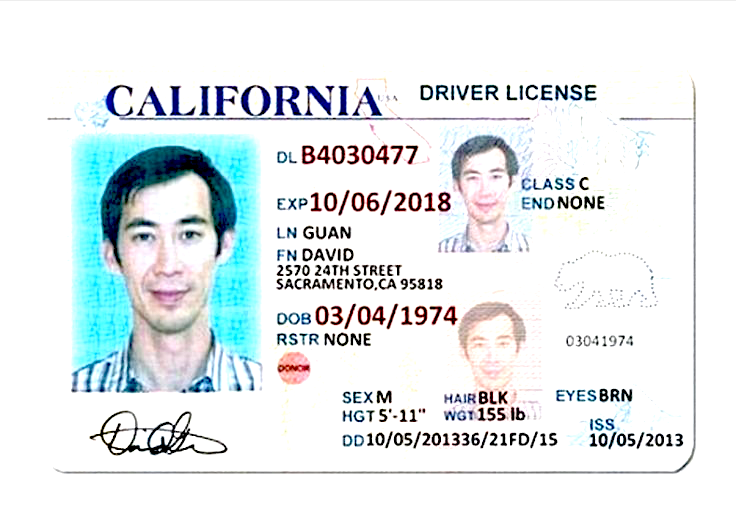 CALIFORNIA USA DRIVER LICENSE
DL B4030477
CLASS C
EXP 10/06/2018 END NONE
LN GUAN
FN DAVID
2570 24TH STREET
SACRAMENTO,CA 95818
DOB 03/04/1974
RSTR NONE 03041974
DONOR
SEX M HAIR BLK EYES BRN
HGT 5'-11" WGT 155 lb
ISS
DD 10/05/201336/21FD/15 10/05/2013